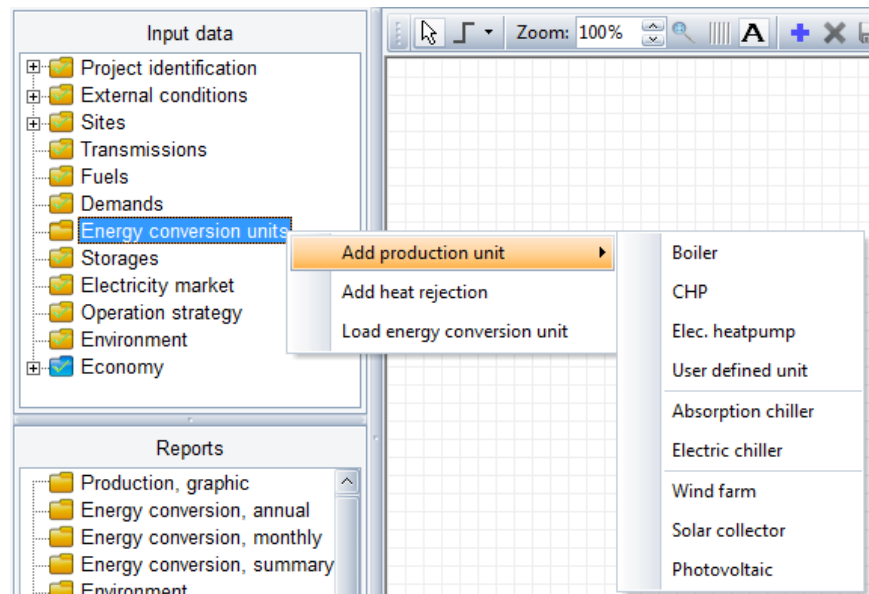 Input data
Project identification
External conditions
Sites
Transmissions
Fuels
Demands
Energy conversion units
Storages
Electricity market
Operation strategy
Environment
Economy
Reports
Production, graphic
Energy conversion, annual
Energy conversion, monthly
Energy conversion, summary
Environment
Zoom: 100%
A
Add production unit
Add heat rejection
Load energy conversion unit
Boiler
CHP
Elec. heatpump
User defined unit
Absorption chiller
Electric chiller
Wind farm
Solar collector
Photovoltaic